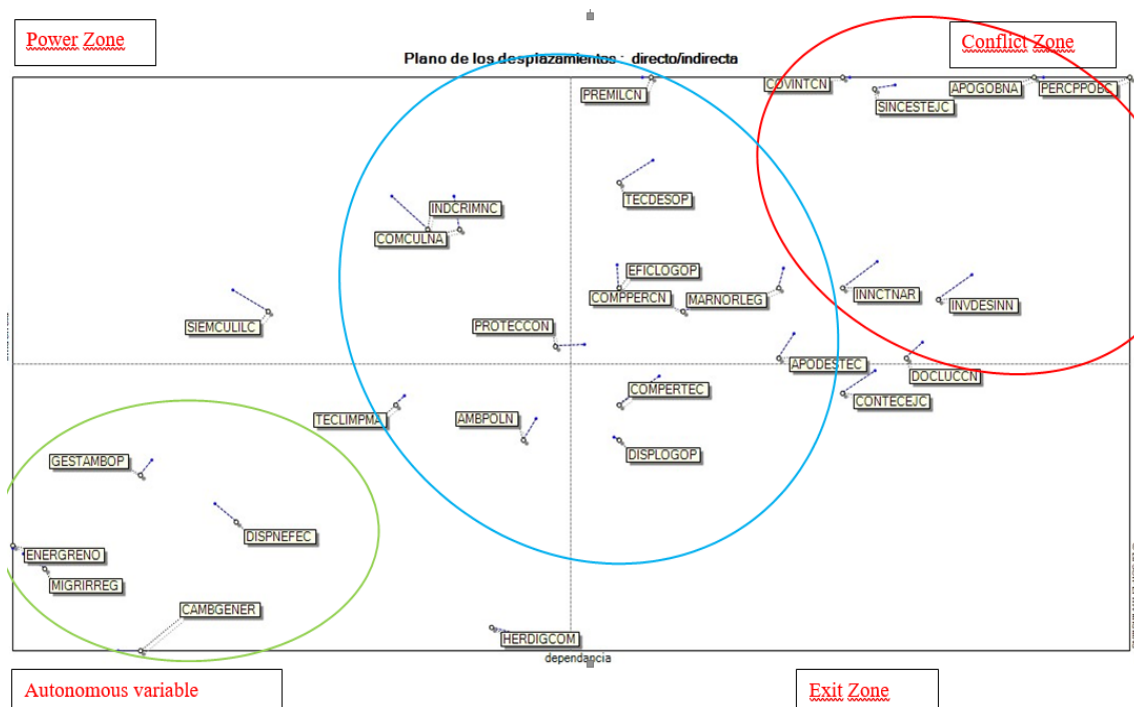 Power Zone
Conflict Zone
Plano de los desplazamientos : directo/indirecta
PREMILCN
COVINTCN
APOGOBNA
PERCPPOBC
SINCESTEJC
TECDESOP
INDCRIMNC
COMCULNA
EFICLOGOP
COMPPERCN
MARNORLEG
INNCTNAR
INVDESINN
SIEMCULILC
PROTECCON
APODESTEC
DOCLUCCN
COMPERTEC
CONTECEJC
TECLIMPMA
AMBPOLN
DISPLOGOP
GESTAMBOP
DISPNEFEC
ENERGRENO
MIGRIRREG
CAMBGENER
HERDIGCOM
dependancia
Autonomous variable
Exit Zone